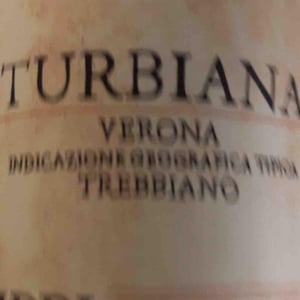 TURBIANA
VERONA
INDICAZIONE GEOGRAFICA TIPICA
TREBBIANO